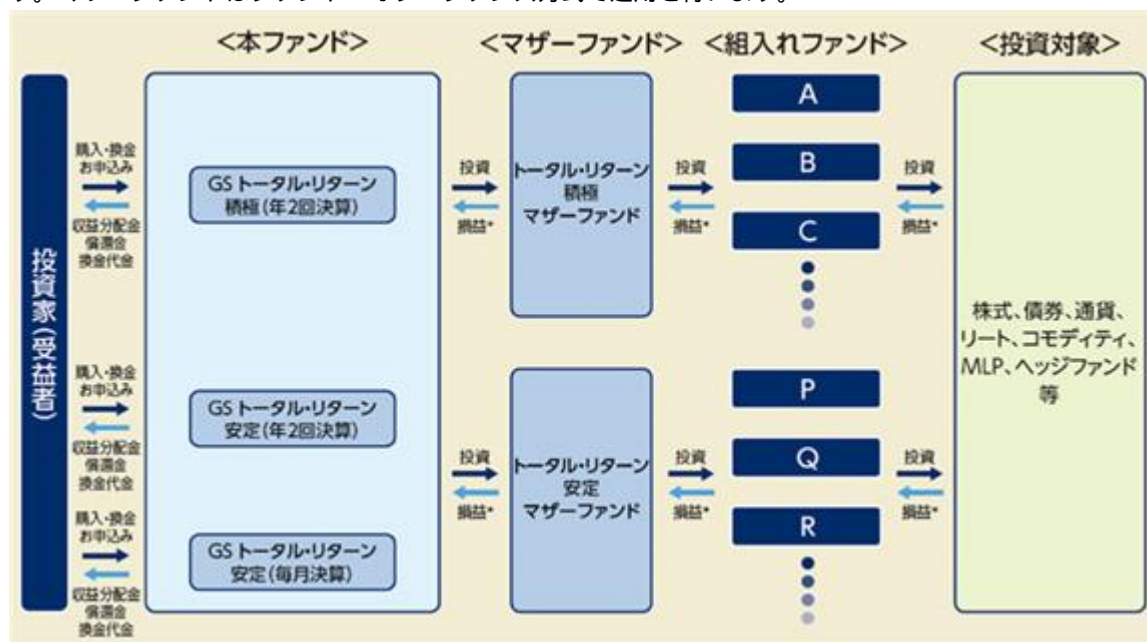 ＜本ファンド＞
＜マザーファンド＞
＜組入れファンド＞
＜投資対象＞
投資家(受益者)
購入・換金
お申込み
収益分配金
償還金
換金代金
GS トータル・リターン
積極(年2回決算)
投資
損益*
トータル・リターン
積極
マザーファンド
投資
損益*
A
B
C
投資
損益*
購入・換金
お申込み
収益分配金
償還金
換金代金
GS トータル・リターン
安定(年2回決算)
購入・換金
お申込み
収益分配金
償還金
換金代金
GS トータル・リターン
安定(毎月決算)
投資
損益*
トータル・リターン
安定
マザーファンド
投資
損益*
P
Q
R
投資
損益*
株式、債券、通貨、
リート、コモディティ、
MLP、ヘッジファンド
等